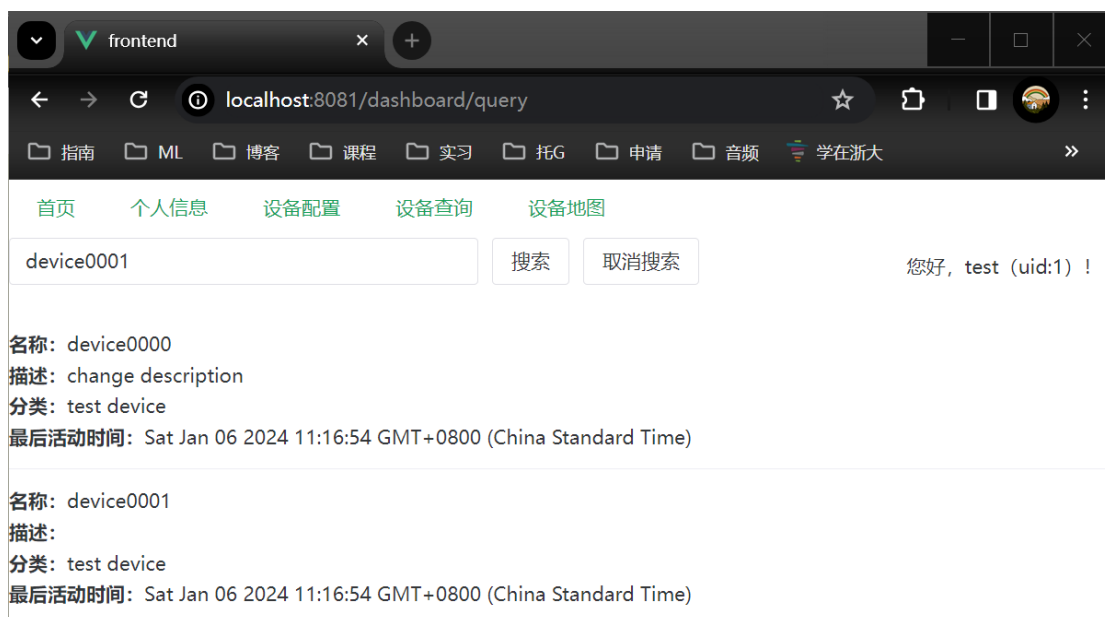 frontend
localhost:8081/dashboard/query
指南 ML 博客 课程 实习 托G 申请 音频 学在浙大
首页 个人信息 设备配置 设备查询 设备地图
device0001 搜索 取消搜索 您好，test（uid:1）！
名称：device0000
描述：change description
分类：test device
最后活动时间：Sat Jan 06 2024 11:16:54 GMT+0800 (China Standard Time)
名称：device0001
描述：
分类：test device
最后活动时间：Sat Jan 06 2024 11:16:54 GMT+0800 (China Standard Time)